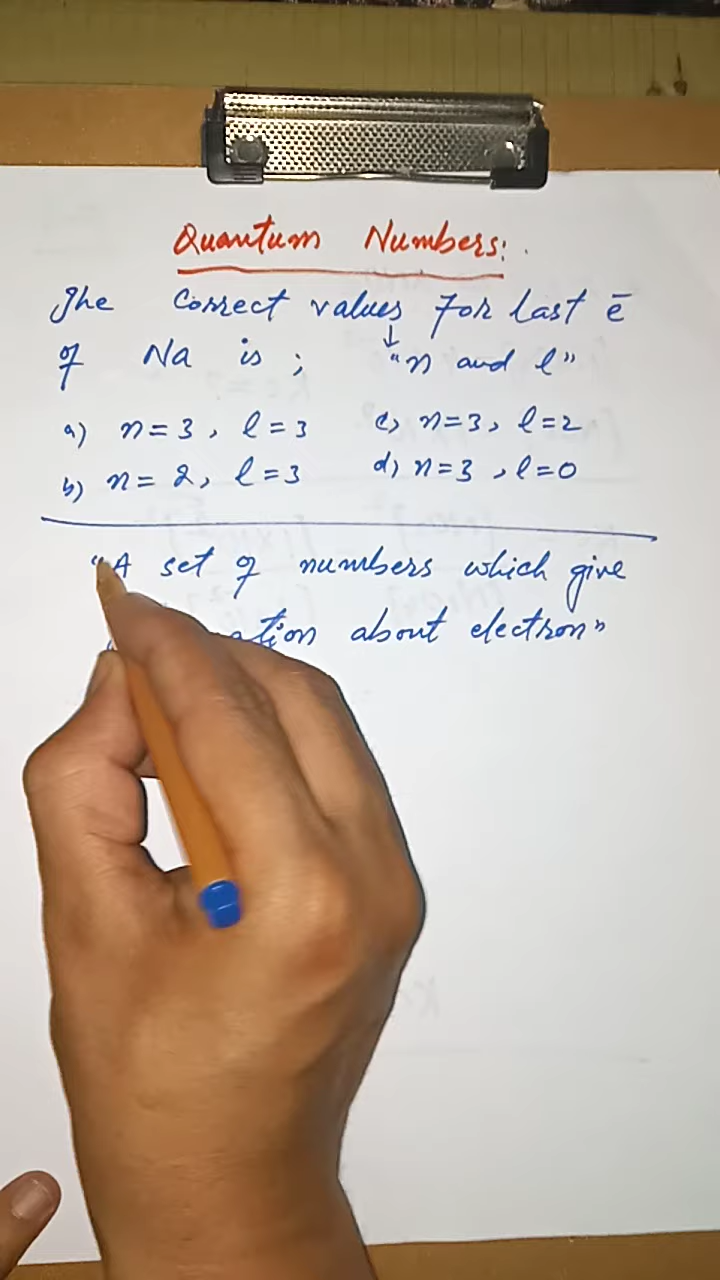 Quantum Numbers:
The correct values for last ē
of Na is ; ↓ "n and l"
a) n=3, l=3 c) n=3, l=2
b) n=2, l=3 d) n=3, l=0
"A set of numbers which give
about electron"